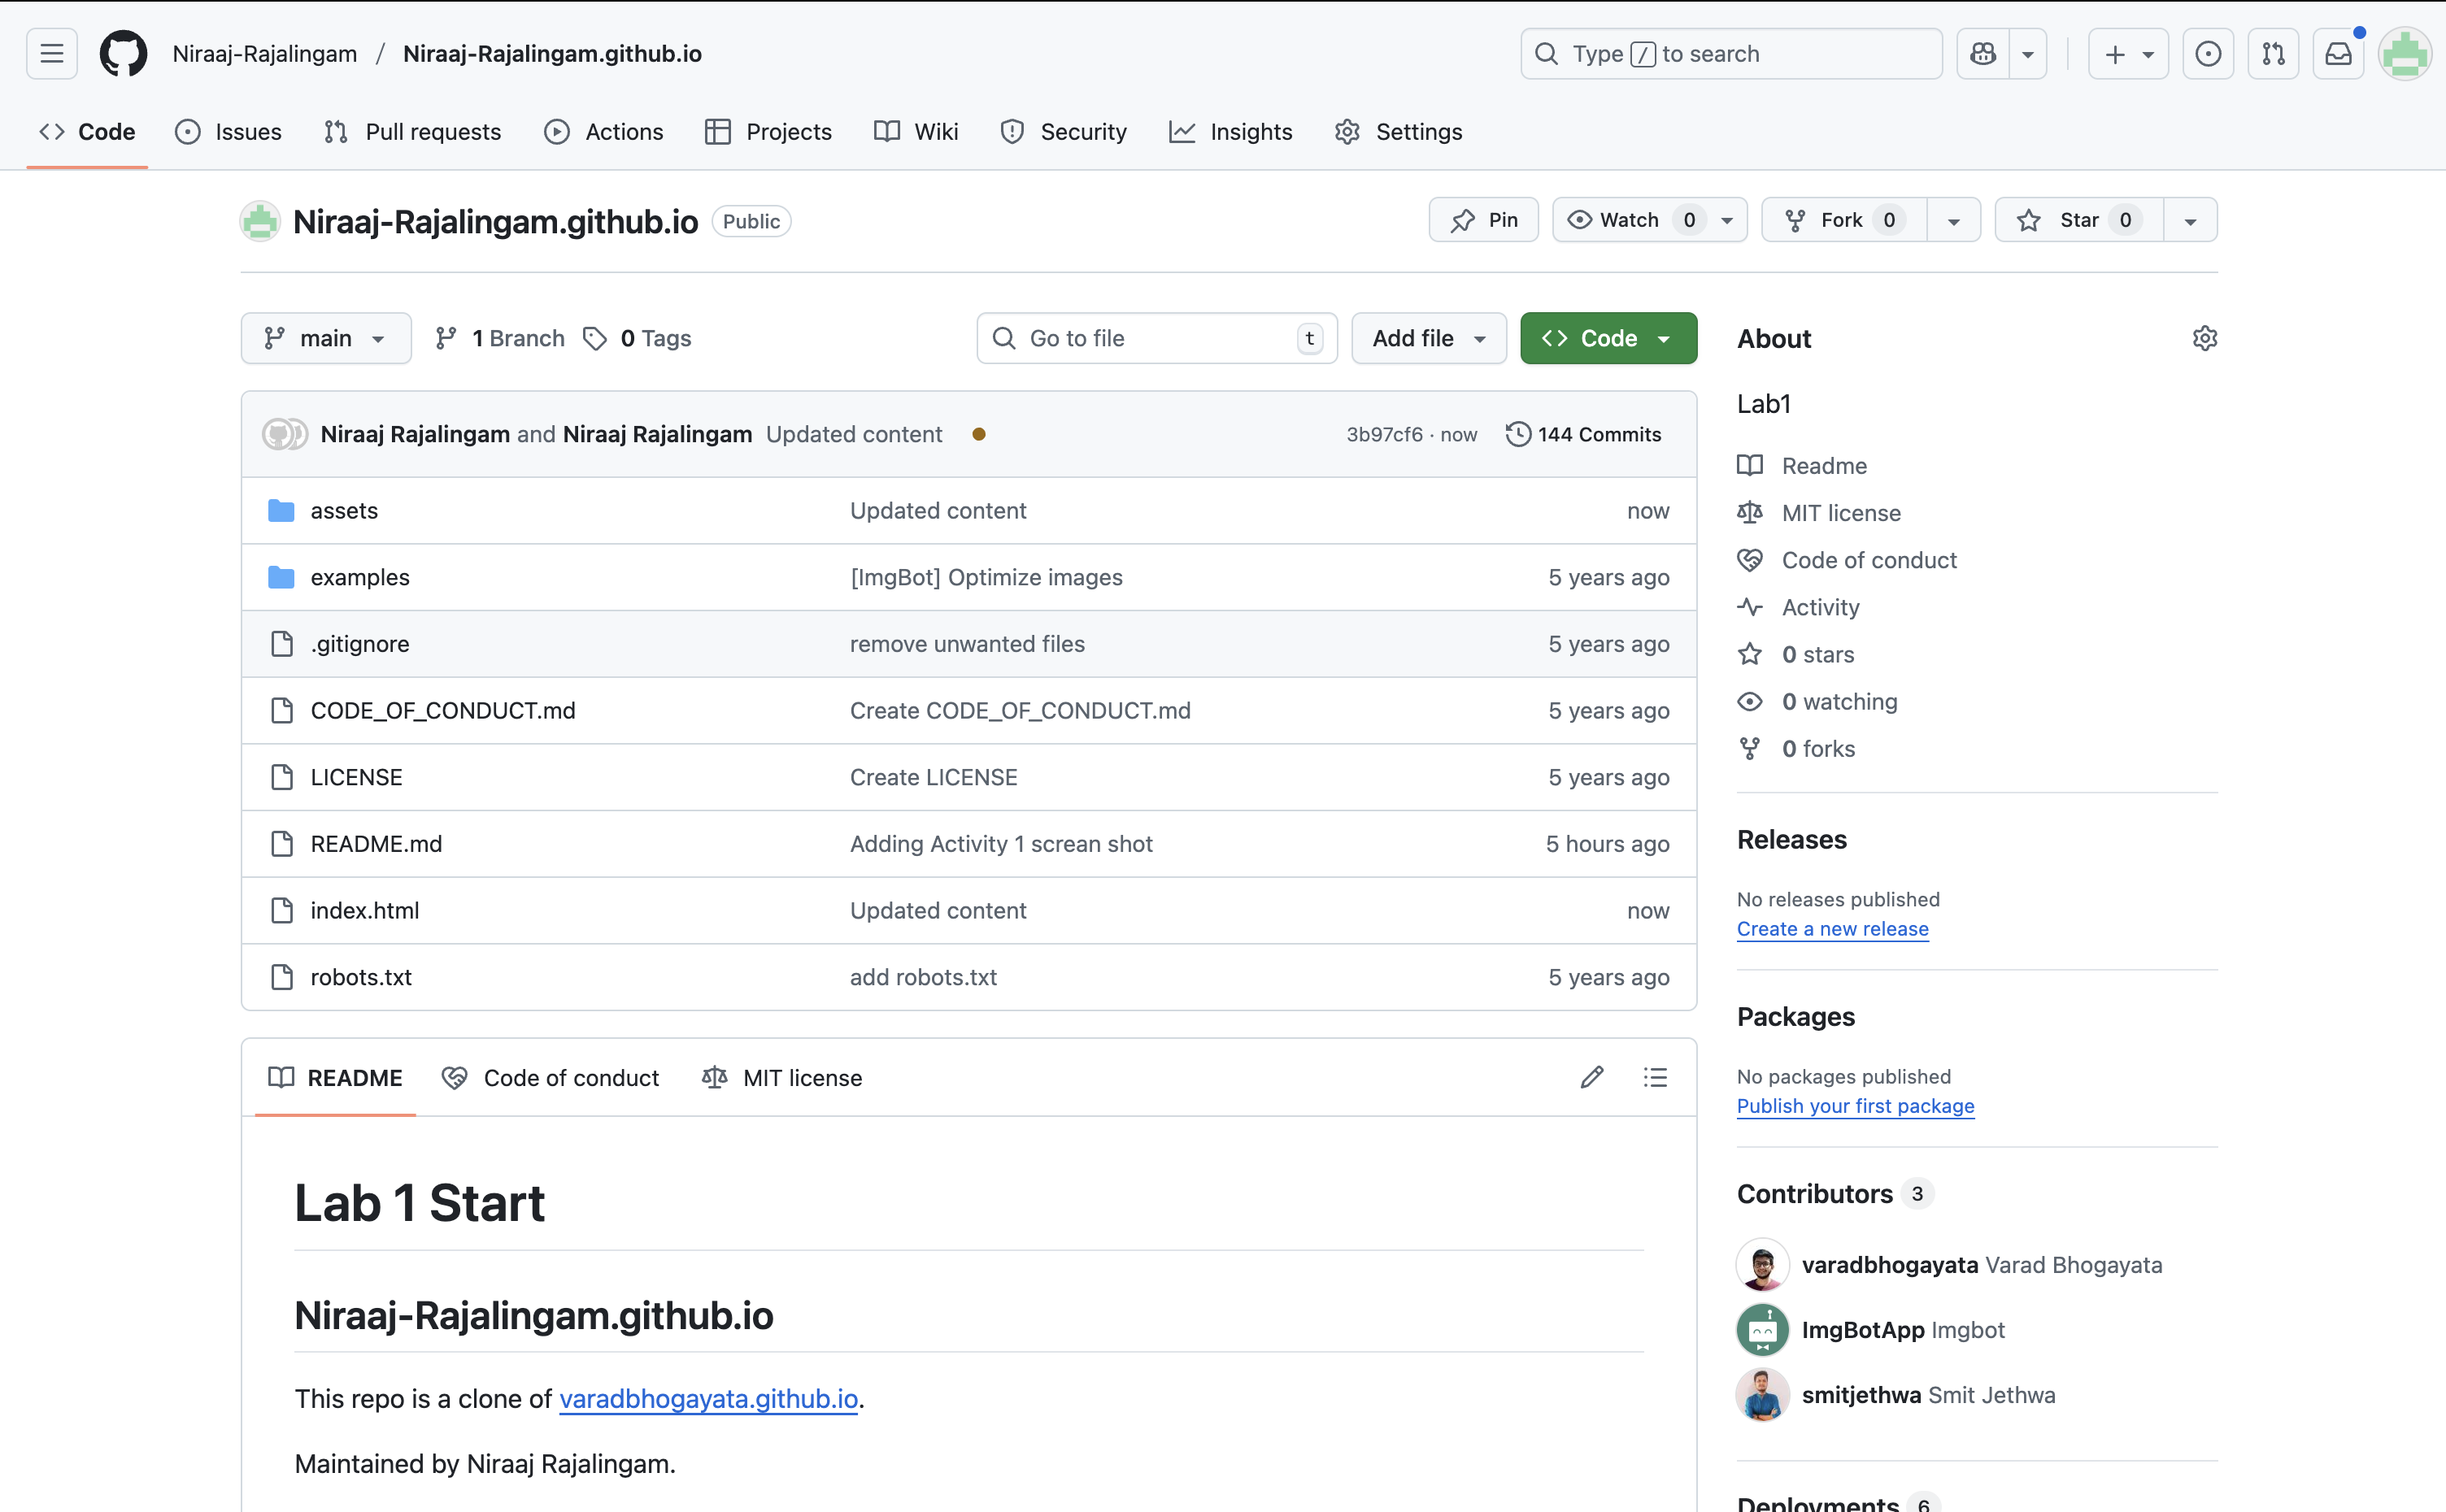 Niraaj-Rajalingam / Niraaj-Rajalingam.github.io
Type / to search
Code Issues Pull requests Actions Projects Wiki Security Insights Settings
Niraaj-Rajalingam.github.io Public
Pin Watch 0 Fork 0 Star 0
main 1 Branch 0 Tags Go to file t Add file Code
Niraaj Rajalingam and Niraaj Rajalingam Updated content 3b97cf6 · now 144 Commits
assets Updated content now
examples [ImgBot] Optimize images 5 years ago
.gitignore remove unwanted files 5 years ago
CODE_OF_CONDUCT.md Create CODE_OF_CONDUCT.md 5 years ago
LICENSE Create LICENSE 5 years ago
README.md Adding Activity 1 screan shot 5 hours ago
index.html Updated content now
robots.txt add robots.txt 5 years ago
README Code of conduct MIT license
Lab 1 Start
Niraaj-Rajalingam.github.io
This repo is a clone of varadbhogayata.github.io.
Maintained by Niraaj Rajalingam.
About
Lab1
Readme
MIT license
Code of conduct
Activity
0 stars
0 watching
0 forks
Releases
No releases published
Create a new release
Packages
No packages published
Publish your first package
Contributors 3
varadbhogayata Varad Bhogayata
ImgBotApp Imgbot
smitjethwa Smit Jethwa
Deployments 6